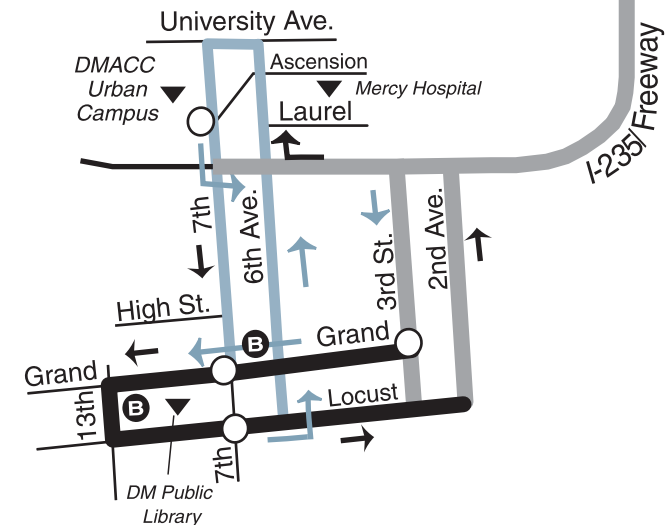 University Ave.
DMACC
Urban
Campus
Ascension
Mercy Hospital
Laurel
I-235/Freeway
7th
6th Ave.
3rd St.
2nd Ave.
High St.
B
Grand
Grand
13th
B
Locust
7th
DM Public
Library